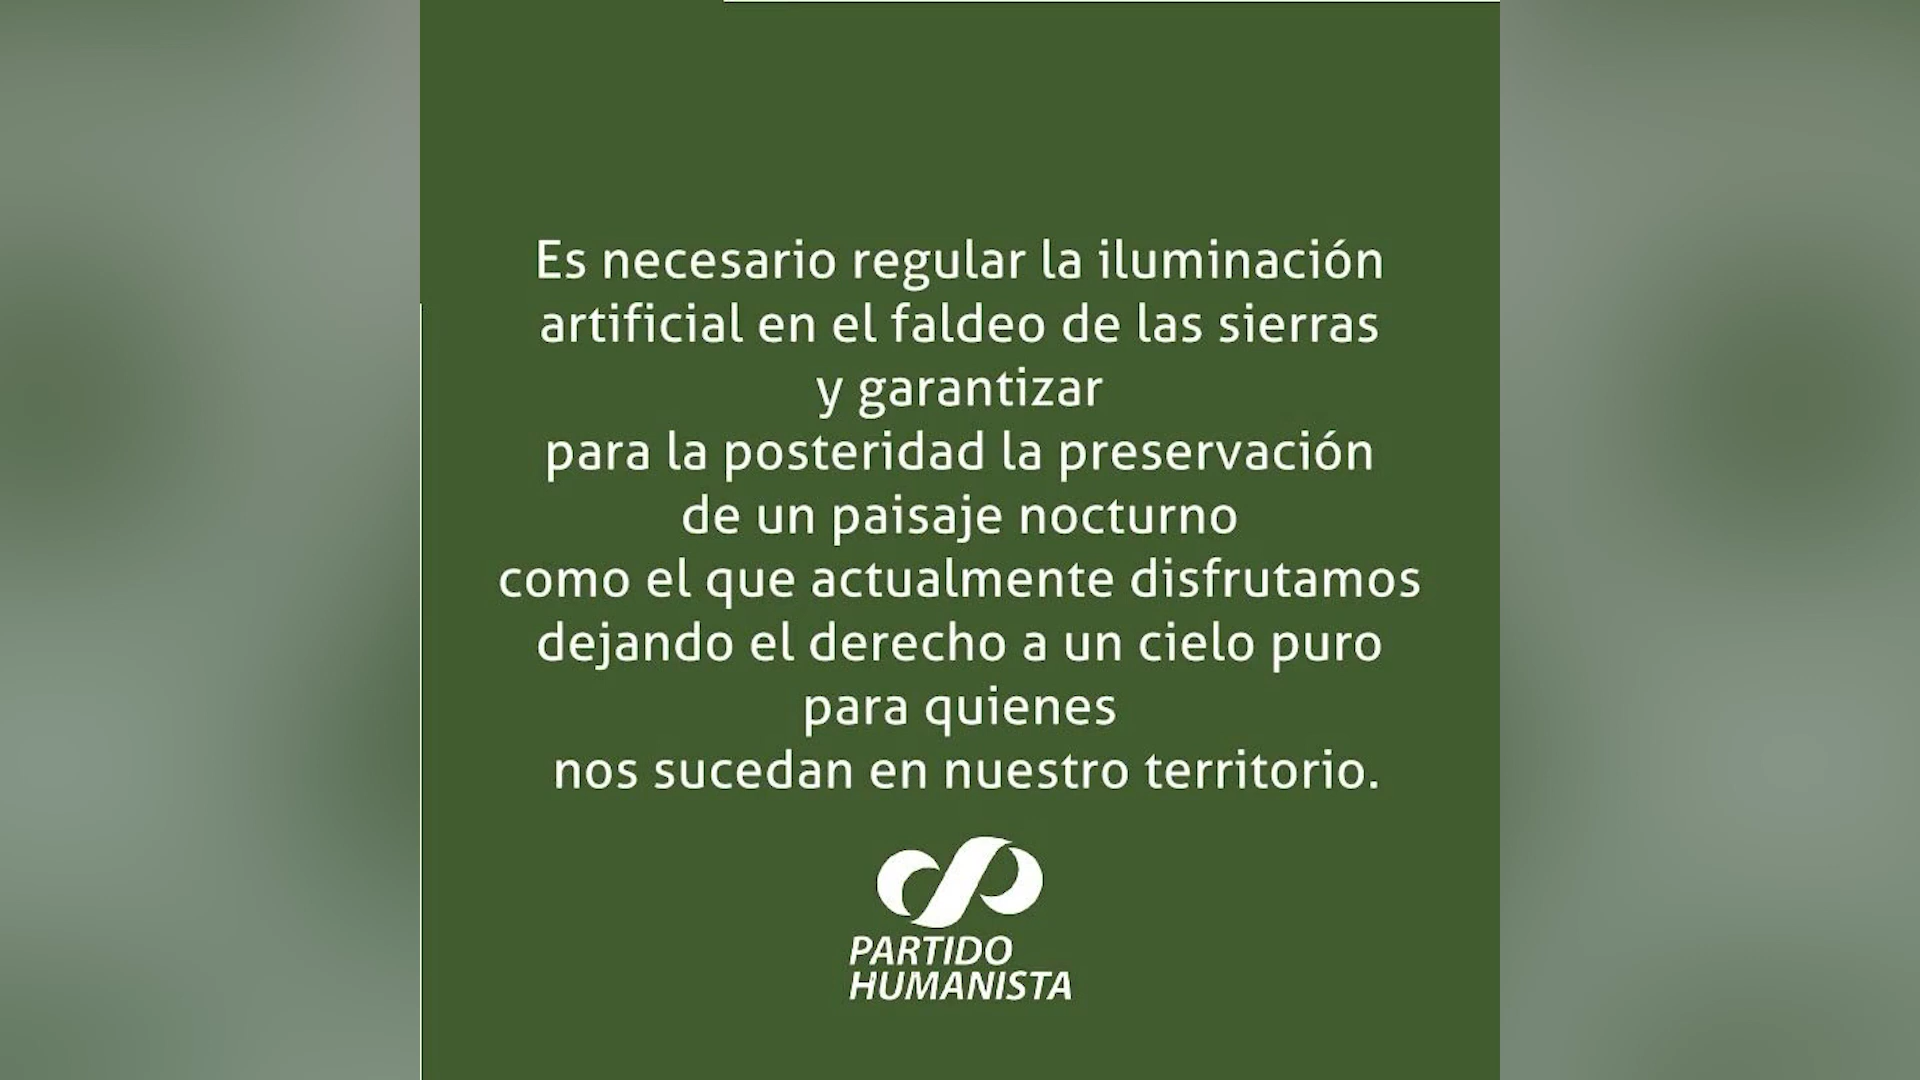 Es necesario regular la iluminación
artificial en el faldeo de las sierras
y garantizar
para la posteridad la preservación
de un paisaje nocturno
como el que actualmente disfrutamos
dejando el derecho a un cielo puro
para quienes
nos sucedan en nuestro territorio.
PARTIDO
HUMANISTA